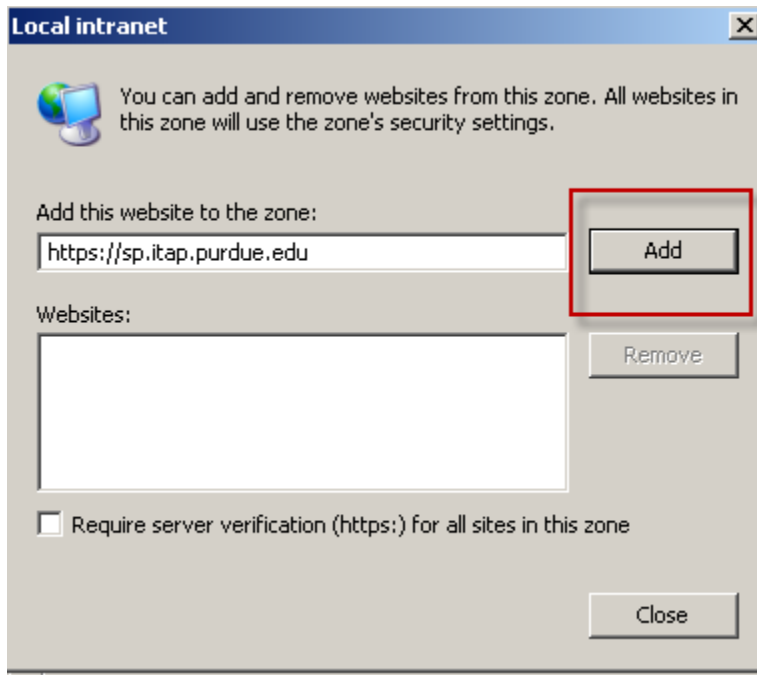 Local intranet
You can add and remove websites from this zone. All websites in
this zone will use the zone's security settings.
Add this website to the zone:
https://sp.itap.purdue.edu
Add
Websites:
Remove
Require server verification (https:) for all sites in this zone
Close